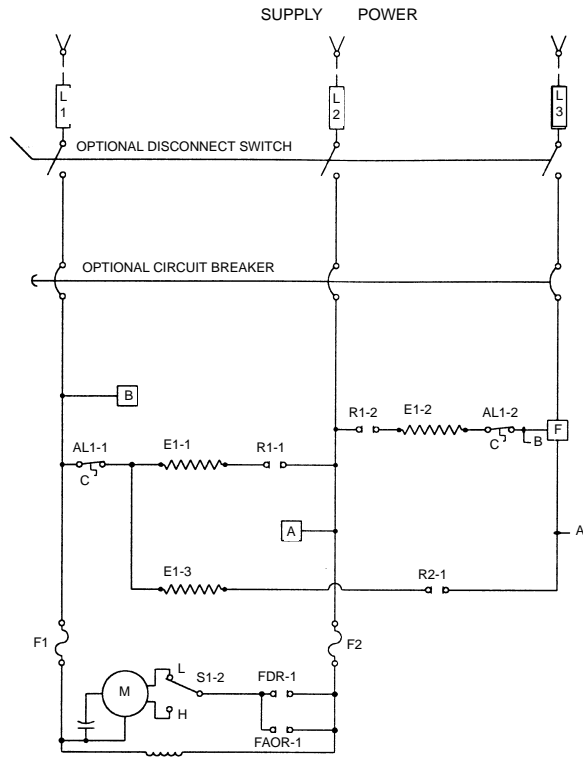 SUPPLY POWER
L1
L2
L3
OPTIONAL DISCONNECT SWITCH
OPTIONAL CIRCUIT BREAKER
B
R1-2 E1-2 AL1-2
C B F
AL1-1 E1-1 R1-1
C
A A
E1-3 R2-1
F1 F2
L S1-2 FDR-1
M
H
FAOR-1